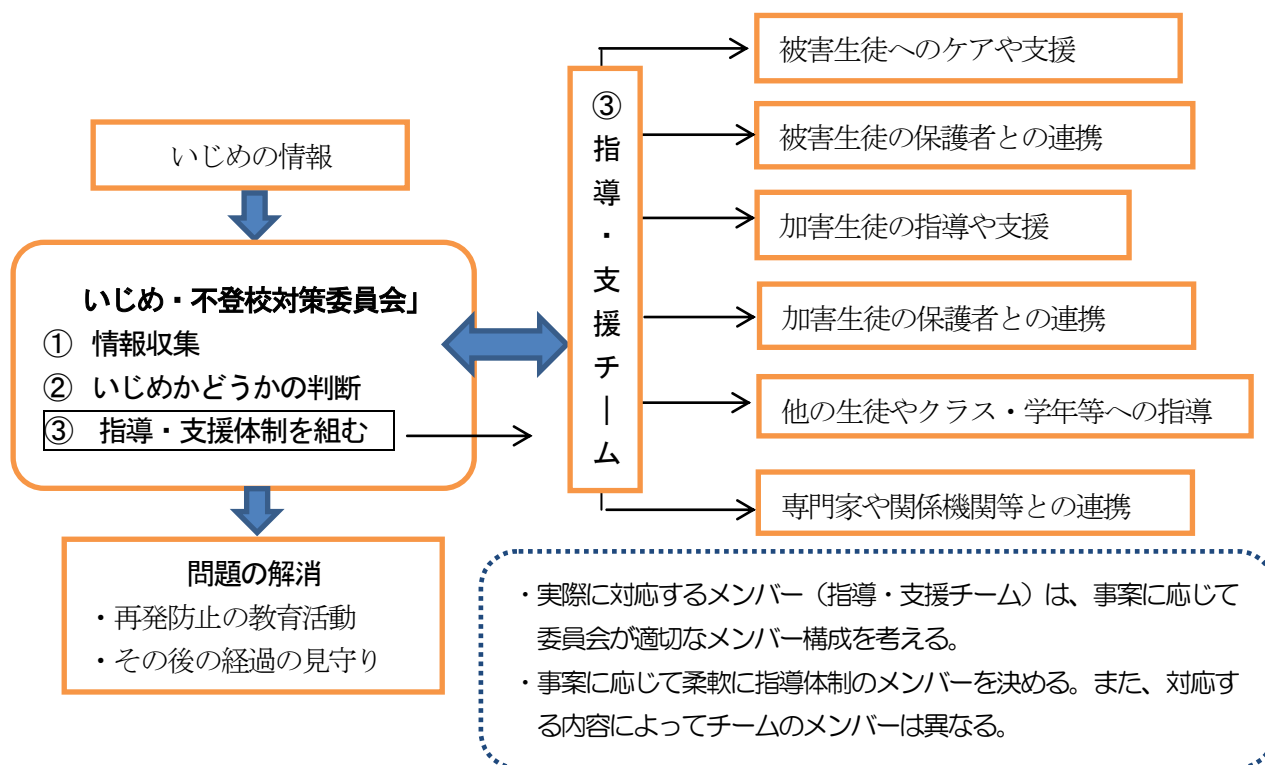 いじめの情報
いじめ・不登校対策委員会」
① 情報収集
② いじめかどうかの判断
③ 指導・支援体制を組む
問題の解消
・再発防止の教育活動
・その後の経過の見守り
③指導・支援チーム
被害生徒へのケアや支援
被害生徒の保護者との連携
加害生徒の指導や支援
加害生徒の保護者との連携
他の生徒やクラス・学年等への指導
専門家や関係機関等との連携
・実際に対応するメンバー（指導・支援チーム）は、事案に応じて
委員会が適切なメンバー構成を考える。
・事案に応じて柔軟に指導体制のメンバーを決める。また、対応す
る内容によってチームのメンバーは異なる。